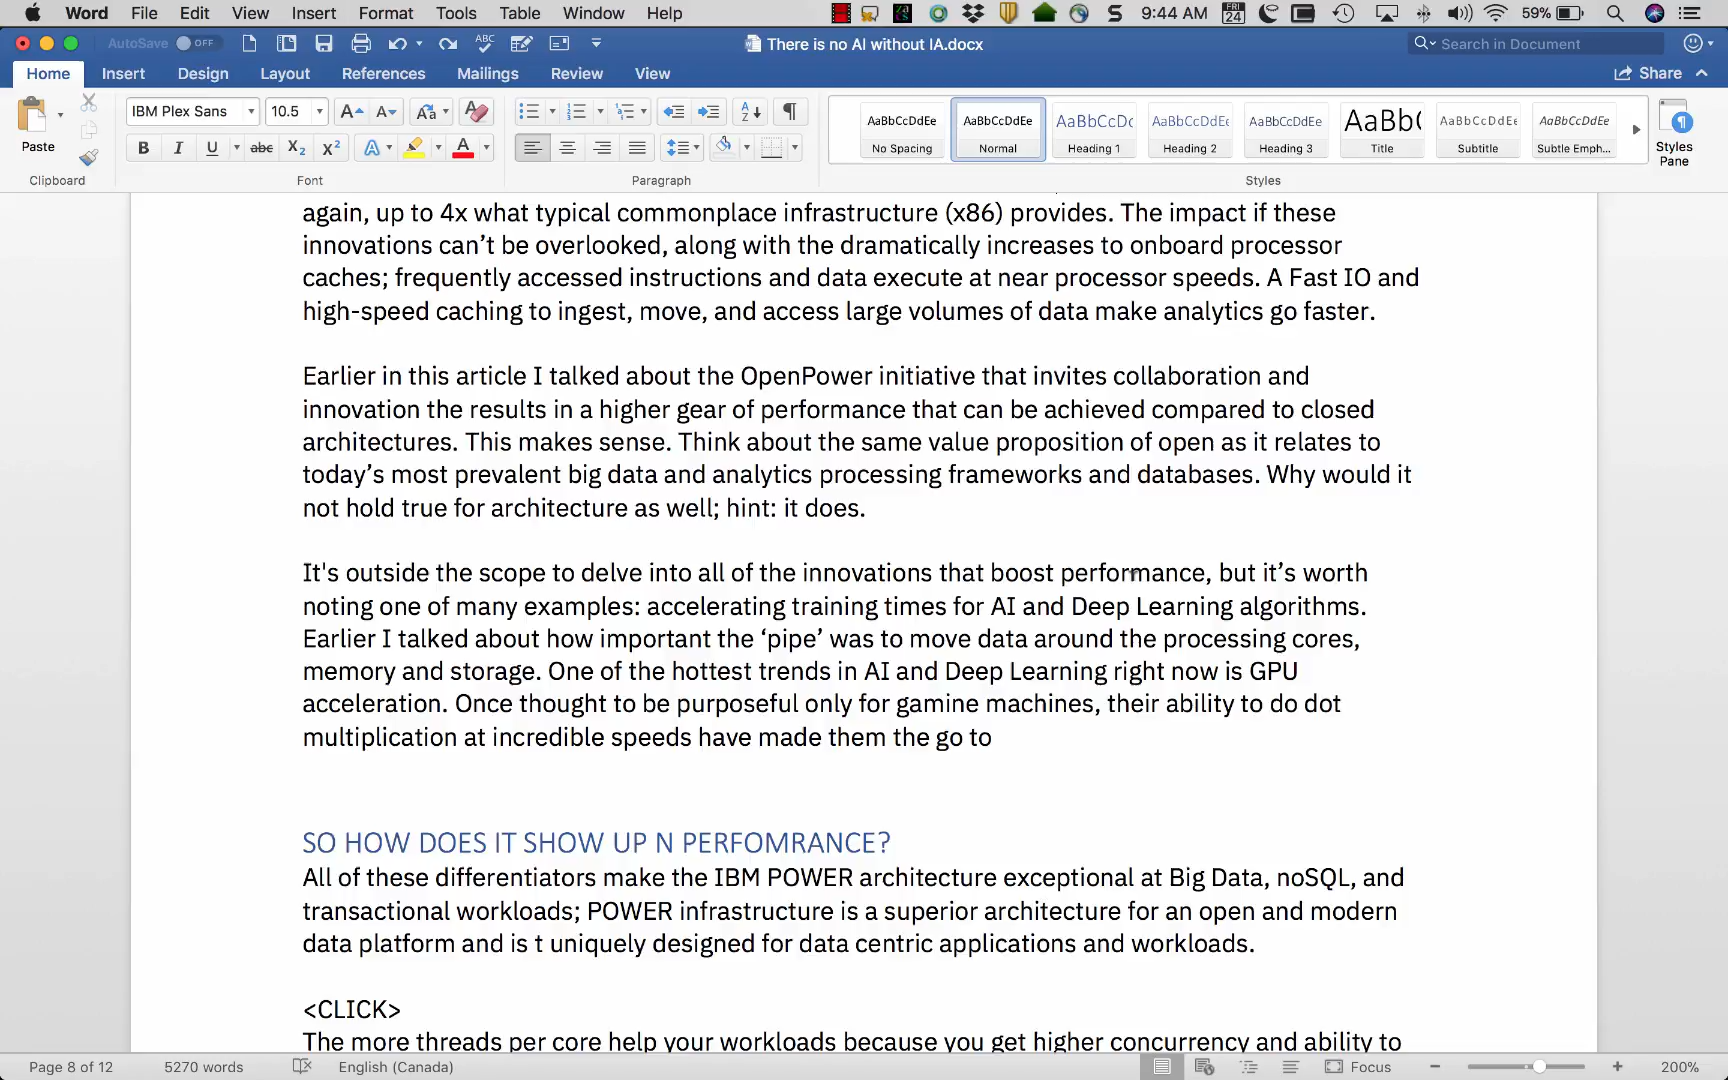 Word File Edit View Insert Format Tools Table Window Help S 9:44 AM FRI 24 59%
AutoSave OFF ABC There is no AI without IA.docx Search in Document
Home Insert Design Layout References Mailings Review View Share
IBM Plex Sans 10.5 A A Aa A A Z ¶ AaBbCcDdEe AaBbCcDdEe AaBbCcDc AaBbCcDdEe AaBbCcDdEe AaBb( AaBbCcDdEe AaBbCcDdEe
Paste B I U abc X2 X2 A A No Spacing Normal Heading 1 Heading 2 Heading 3 Title Subtitle Subtle Emph... Styles Pane
Clipboard Font Paragraph Styles
again, up to 4x what typical commonplace infrastructure (x86) provides. The impact if these
innovations can’t be overlooked, along with the dramatically increases to onboard processor
caches; frequently accessed instructions and data execute at near processor speeds. A Fast IO and
high-speed caching to ingest, move, and access large volumes of data make analytics go faster.
Earlier in this article I talked about the OpenPower initiative that invites collaboration and
innovation the results in a higher gear of performance that can be achieved compared to closed
architectures. This makes sense. Think about the same value proposition of open as it relates to
today’s most prevalent big data and analytics processing frameworks and databases. Why would it
not hold true for architecture as well; hint: it does.
It's outside the scope to delve into all of the innovations that boost performance, but it’s worth
noting one of many examples: accelerating training times for AI and Deep Learning algorithms.
Earlier I talked about how important the ‘pipe’ was to move data around the processing cores,
memory and storage. One of the hottest trends in AI and Deep Learning right now is GPU
acceleration. Once thought to be purposeful only for gamine machines, their ability to do dot
multiplication at incredible speeds have made them the go to
SO HOW DOES IT SHOW UP N PERFOMRANCE?
All of these differentiators make the IBM POWER architecture exceptional at Big Data, noSQL, and
transactional workloads; POWER infrastructure is a superior architecture for an open and modern
data platform and is t uniquely designed for data centric applications and workloads.
<CLICK>
The more threads per core help your workloads because you get higher concurrency and ability to
Page 8 of 12 5270 words English (Canada) Focus 200%